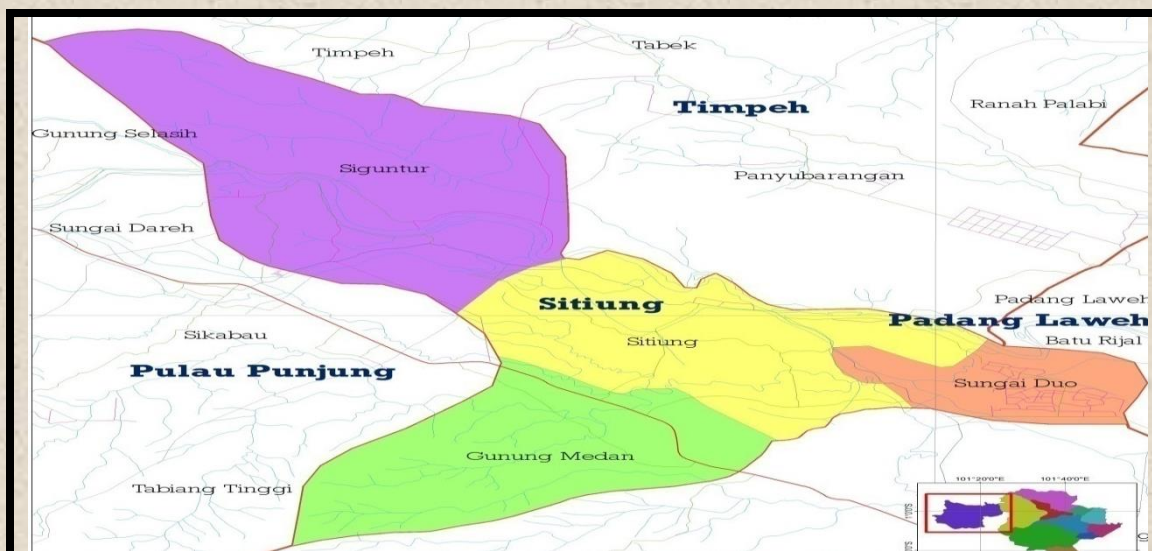 Timpeh
Tabek
Timpeh
Ranah Palabi
Gunung Selasih
Siguntur
Panyubarangan
Sungai Dareh
Sitiung
Padang Laweh
Padang Laweh
Sikabau
Sitiung
Batu Rijal
Pulau Punjung
Sungai Duo
Gunung Medan
Tabiang Tinggi
101°20'0"E
101°40'0"E